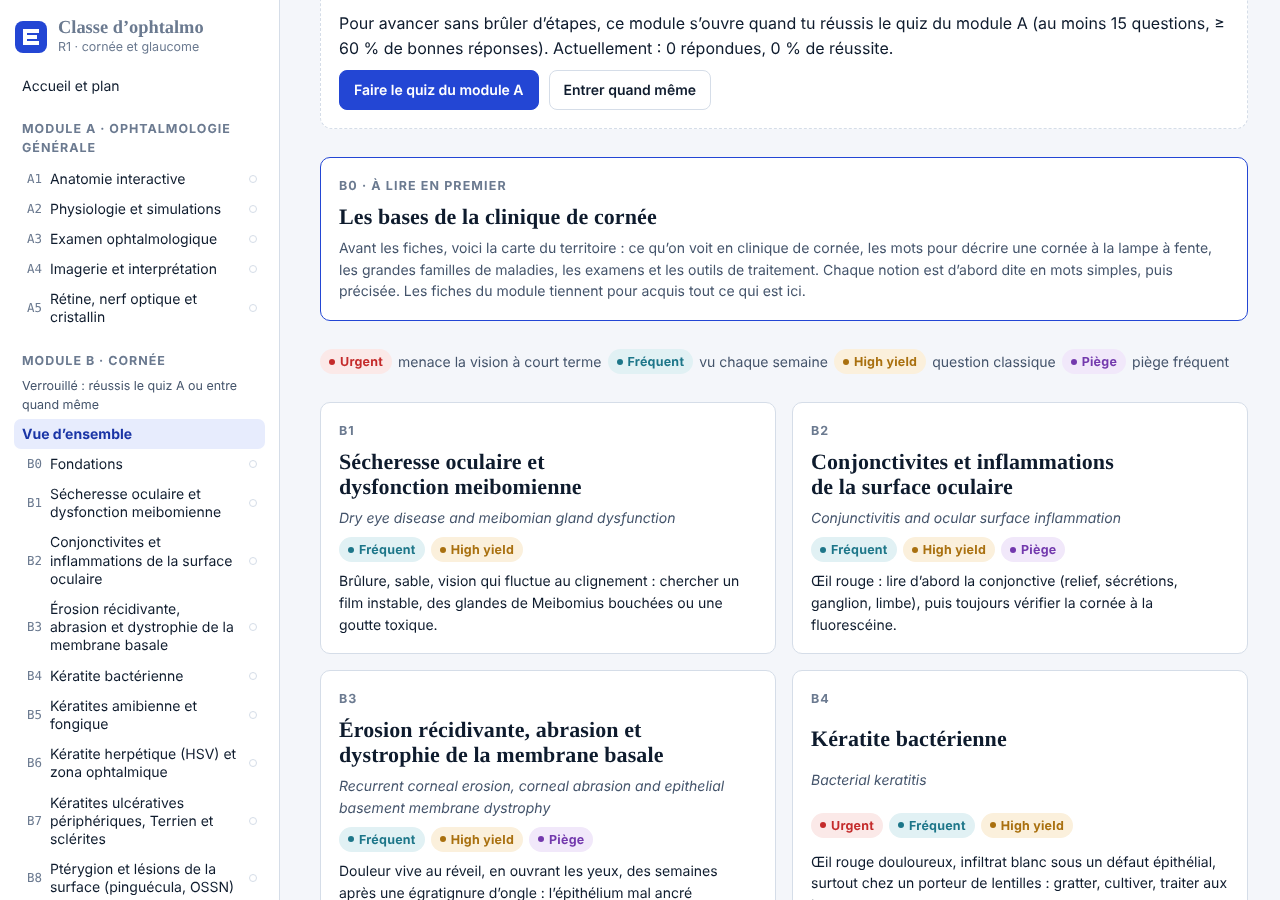 Classe d’ophtalmo
R1 · cornée et glaucome
Accueil et plan
MODULE A · OPHTALMOLOGIE
GÉNÉRALE
A1 Anatomie interactive
A2 Physiologie et simulations
A3 Examen ophtalmologique
A4 Imagerie et interprétation
A5 Rétine, nerf optique et
cristallin
MODULE B · CORNÉE
Verrouillé : réussis le quiz A ou entre
quand même
Vue d’ensemble
B0 Fondations
B1 Sécheresse oculaire et
dysfonction meibomienne
B2 Conjonctivites et
inflammations de la surface
oculaire
B3 Érosion récidivante,
abrasion et dystrophie de la
membrane basale
B4 Kératite bactérienne
B5 Kératites amibienne et
fongique
B6 Kératite herpétique (HSV) et
zona ophtalmique
B7 Kératites ulcératives
périphériques, Terrien et
sclérites
B8 Ptérygion et lésions de la
surface (pinguécula, OSSN)
Pour avancer sans brûler d’étapes, ce module s’ouvre quand tu réussis le quiz du module A (au moins 15 questions, ≥
60 % de bonnes réponses). Actuellement : 0 répondues, 0 % de réussite.
Faire le quiz du module A
Entrer quand même
B0 · À LIRE EN PREMIER
Les bases de la clinique de cornée
Avant les fiches, voici la carte du territoire : ce qu’on voit en clinique de cornée, les mots pour décrire une cornée à la lampe à fente,
les grandes familles de maladies, les examens et les outils de traitement. Chaque notion est d’abord dite en mots simples, puis
précisée. Les fiches du module tiennent pour acquis tout ce qui est ici.
Urgent menace la vision à court terme Fréquent vu chaque semaine High yield question classique Piège piège fréquent
B1
Sécheresse oculaire et
dysfonction meibomienne
Dry eye disease and meibomian gland dysfunction
Fréquent High yield
Brûlure, sable, vision qui fluctue au clignement : chercher un
film instable, des glandes de Meibomius bouchées ou une
goutte toxique.
B2
Conjonctivites et inflammations
de la surface oculaire
Conjunctivitis and ocular surface inflammation
Fréquent High yield Piège
Œil rouge : lire d’abord la conjonctive (relief, sécrétions,
ganglion, limbe), puis toujours vérifier la cornée à la
fluorescéine.
B3
Érosion récidivante, abrasion et
dystrophie de la membrane basale
Recurrent corneal erosion, corneal abrasion and epithelial
basement membrane dystrophy
Fréquent High yield Piège
Douleur vive au réveil, en ouvrant les yeux, des semaines
après une égratignure d’ongle : l’épithélium mal ancré
B4
Kératite bactérienne
Bacterial keratitis
Urgent Fréquent High yield
Œil rouge douloureux, infiltrat blanc sous un défaut épithélial,
surtout chez un porteur de lentilles : gratter, cultiver, traiter aux